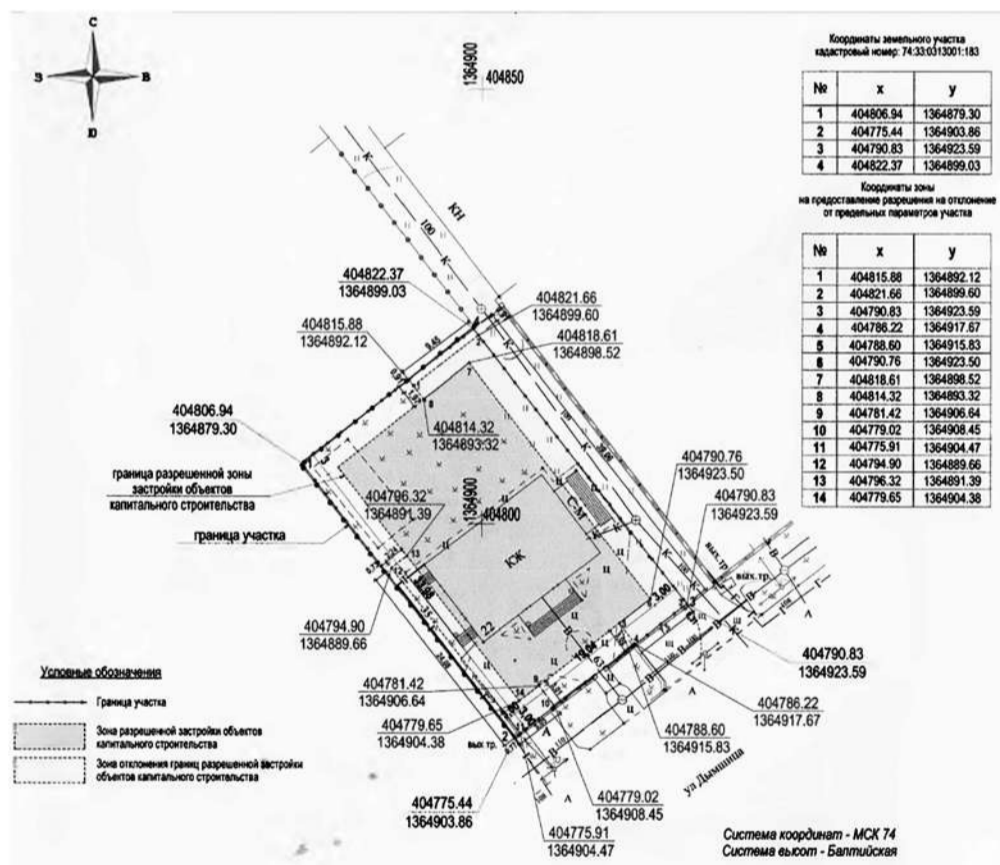 С
З В
Ю
1364900
404850
Координаты земельного участка
кадастровый номер: 74:33:0313001:183
№ x y
1 404806.94 1364879.30
2 404775.44 1364903.86
3 404790.83 1364923.59
4 404822.37 1364899.03
Координаты зоны
на предоставление разрешения на отклонение
от предельных параметров участка
№ x y
1 404815.88 1364892.12
2 404821.66 1364899.60
3 404790.83 1364923.59
4 404786.22 1364917.67
5 404788.60 1364915.83
6 404790.76 1364923.50
7 404818.61 1364898.52
8 404814.32 1364893.32
9 404781.42 1364906.64
10 404779.02 1364908.45
11 404775.91 1364904.47
12 404794.90 1364889.66
13 404796.32 1364891.39
14 404779.65 1364904.38
КН
100
404822.37
1364899.03
404821.66
1364899.60
404815.88
1364892.12
404818.61
1364898.52
9.45
404806.94
1364879.30
404814.32
1364893.32
404790.76
1364923.50
404790.83
1364923.59
граница разрешенной зоны
застройки объектов
капитального строительства
404796.32
1364891.39
1364900
404800
граница участка
С-М
КЖ
22
3,00
вых.тр.
вых.тр.
404794.90
1364889.66
404790.83
1364923.59
404781.42
1364906.64
404786.22
1364917.67
404779.65
1364904.38
404788.60
1364915.83
вых тр.
ул Дымшица
404775.44
1364903.86
404779.02
1364908.45
404775.91
1364904.47
Условные обозначения
Граница участка
Зона разрешенной застройки объектов
капитального строительства
Зона отклонения границ разрешенной застройки
объектов капитального строительства
Система координат - МСК 74
Система высот - Балтийская